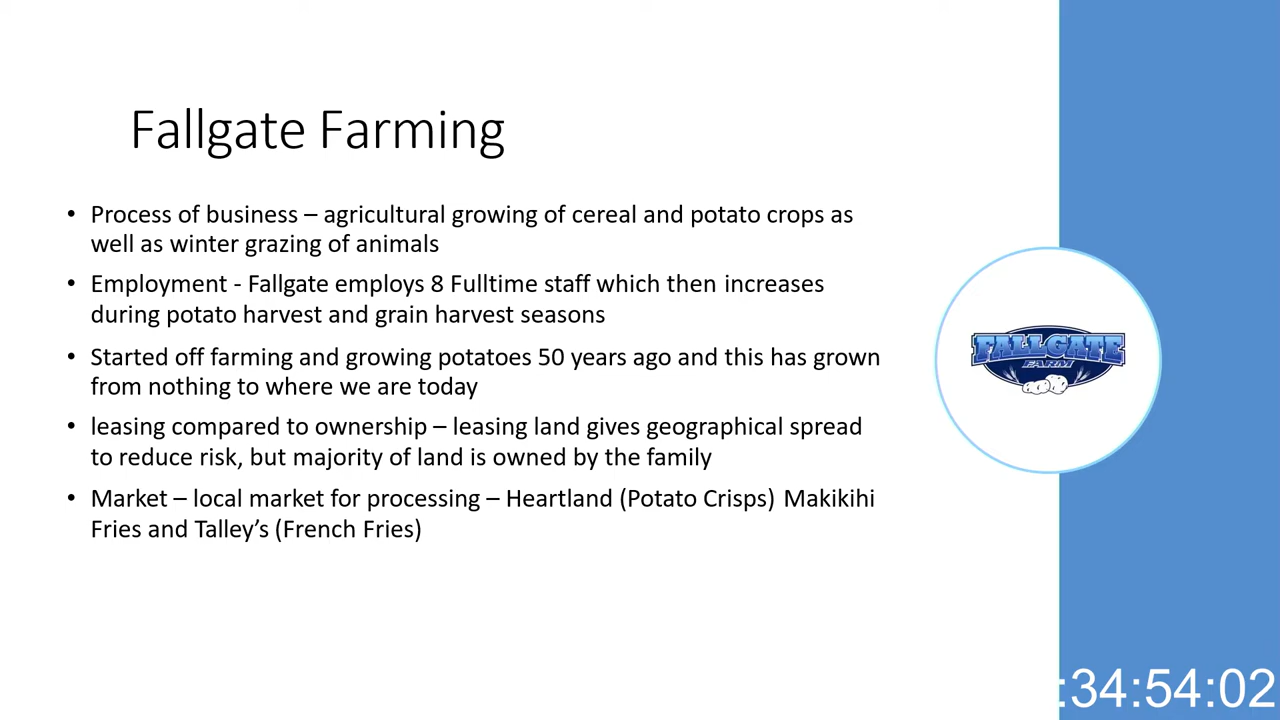 Fallgate Farming
• Process of business – agricultural growing of cereal and potato crops as
well as winter grazing of animals
• Employment - Fallgate employs 8 Fulltime staff which then increases
during potato harvest and grain harvest seasons
• Started off farming and growing potatoes 50 years ago and this has grown
from nothing to where we are today
• leasing compared to ownership – leasing land gives geographical spread
to reduce risk, but majority of land is owned by the family
• Market – local market for processing – Heartland (Potato Crisps) Makikihi
Fries and Talley’s (French Fries)
FALLGATE
FARM
:34:54:02